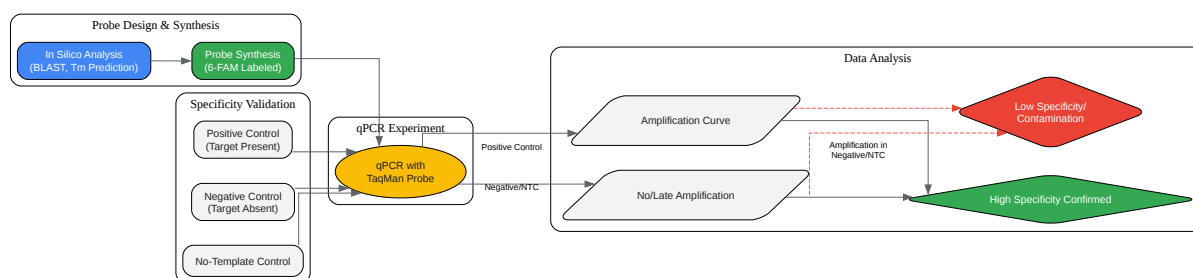 Probe Design & Synthesis
In Silico Analysis
(BLAST, Tm Prediction)
Probe Synthesis
(6-FAM Labeled)
Specificity Validation
Positive Control
(Target Present)
Negative Control
(Target Absent)
No-Template Control
qPCR Experiment
qPCR with
TaqMan Probe
Positive Control
Negative/NTC
Data Analysis
Amplification Curve
No/Late Amplification
Amplification in
Negative/NTC
Low Specificity/
Contamination
High Specificity Confirmed